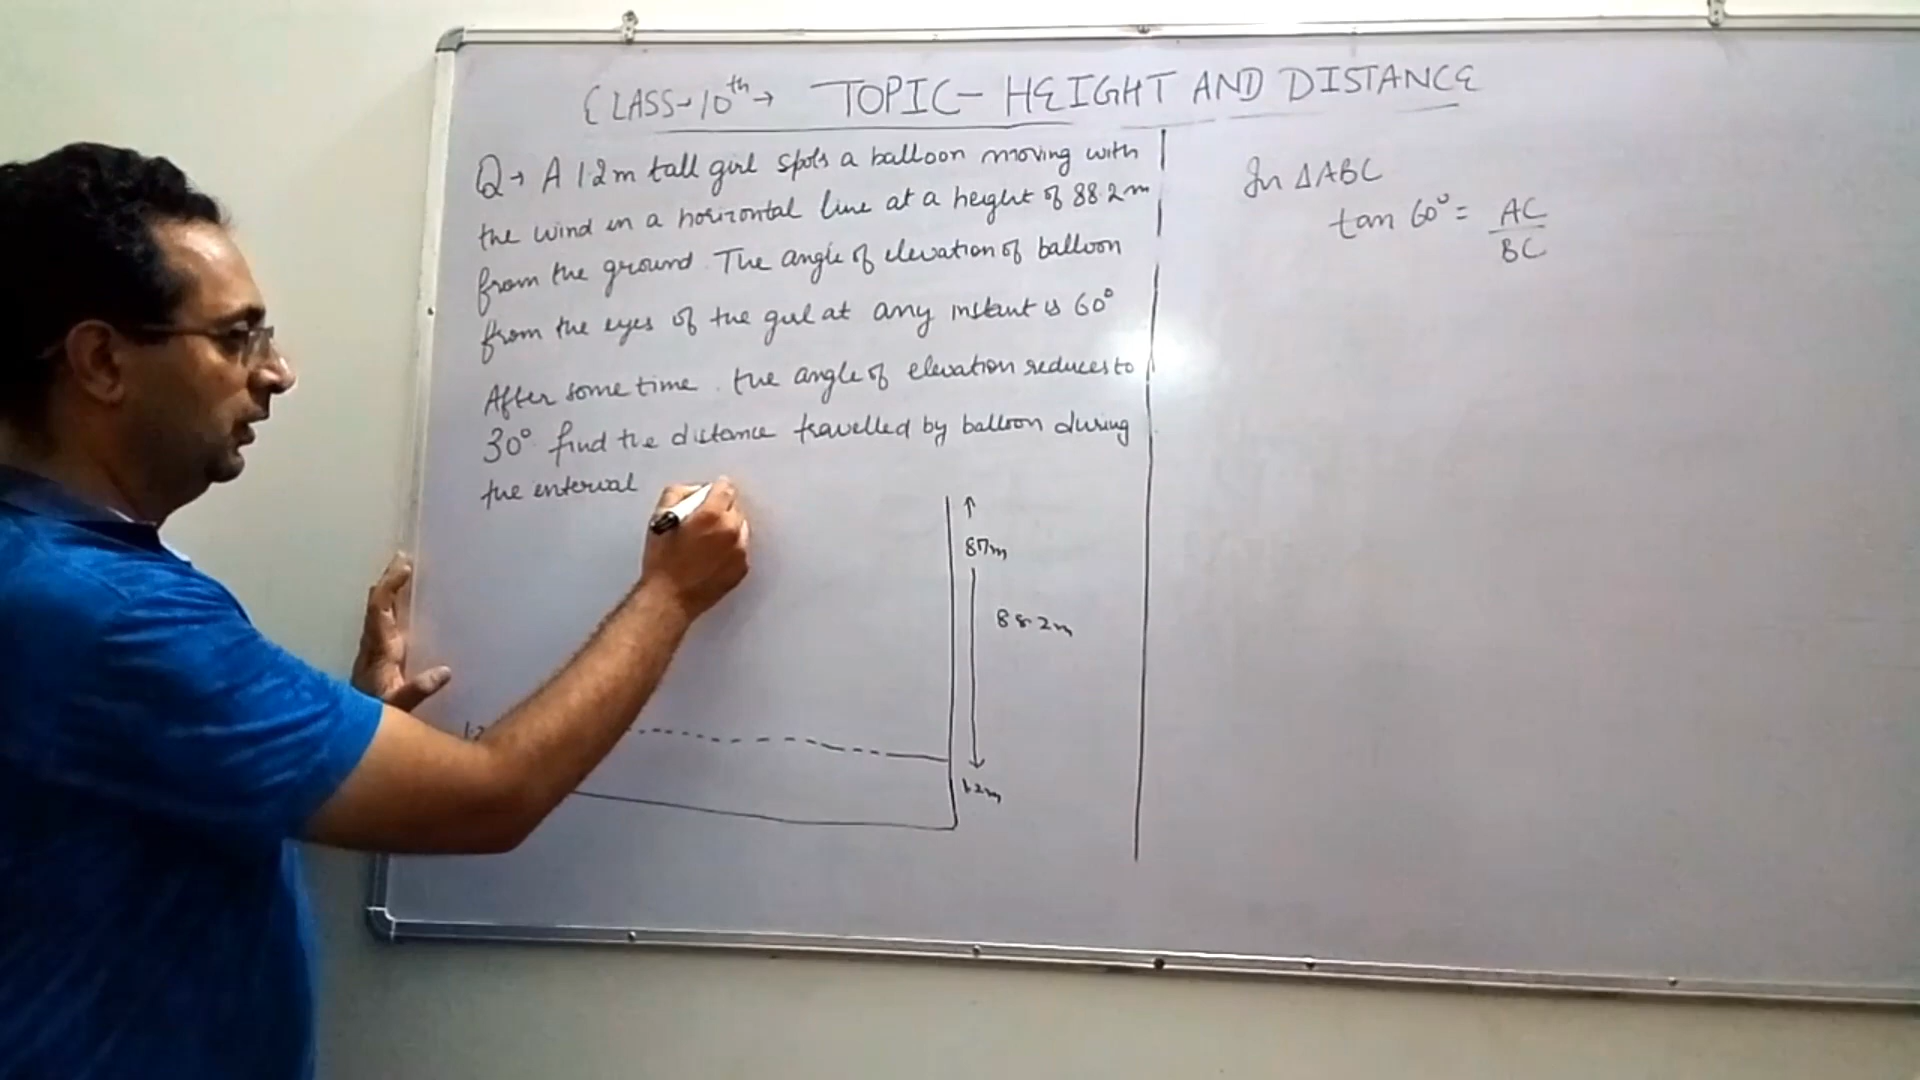 CLASS→10th→ TOPIC- HEIGHT AND DISTANCE
Q→ A 1.2m tall girl spots a balloon moving with
the wind in a horizontal line at a height of 88.2m
from the ground. The angle of elevation of balloon
from the eyes of the girl at any instant is 60°
After some time. the angle of elevation reduces to
30°. find the distance travelled by balloon during
the interval
87m
88.2m
1.2m
In ΔABC
tan 60° = AC
BC